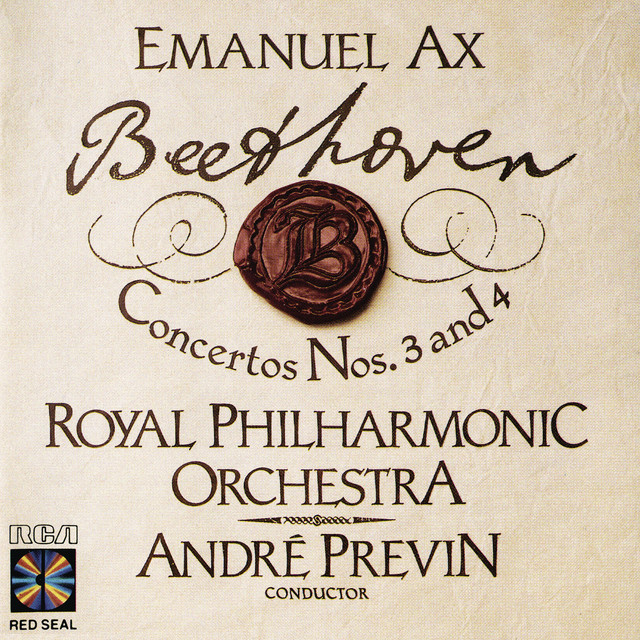 EMANUEL AX
Beethoven
B
Concertos Nos. 3 and 4
ROYAL PHILHARMONIC
ORCHESTRA
ANDRÉ PREVIN
CONDUCTOR
RCA
RED SEAL